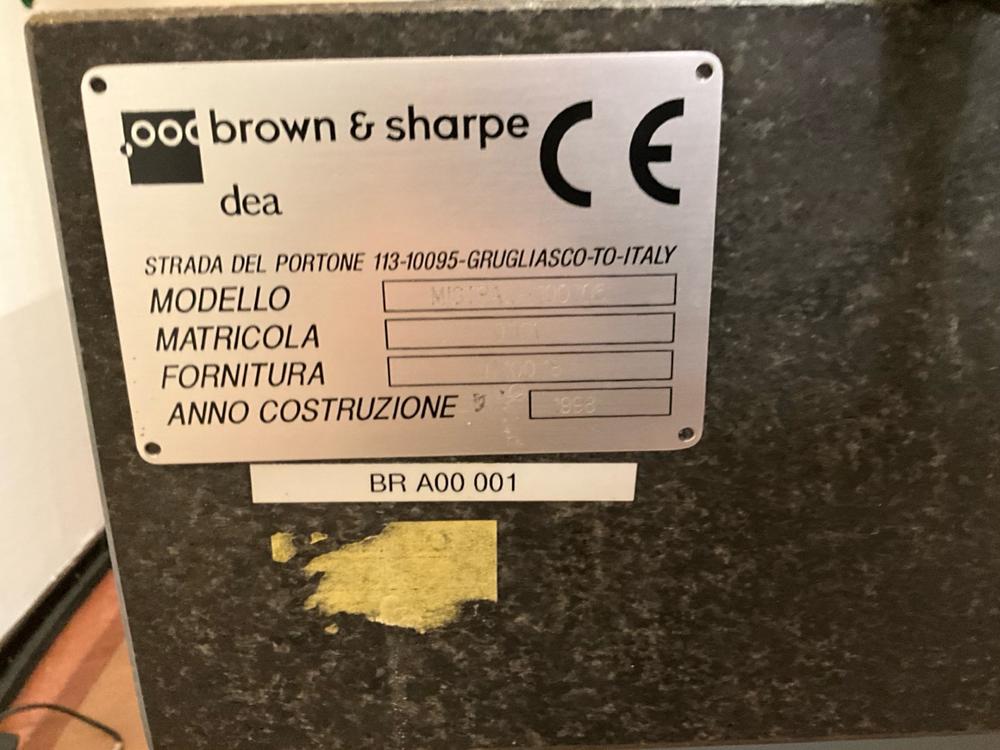 brown & sharpe CE
dea
STRADA DEL PORTONE 113-10095-GRUGLIASCO-TO-ITALY
MODELLO
MATRICOLA
FORNITURA
ANNO COSTRUZIONE 1998
BR A00 001